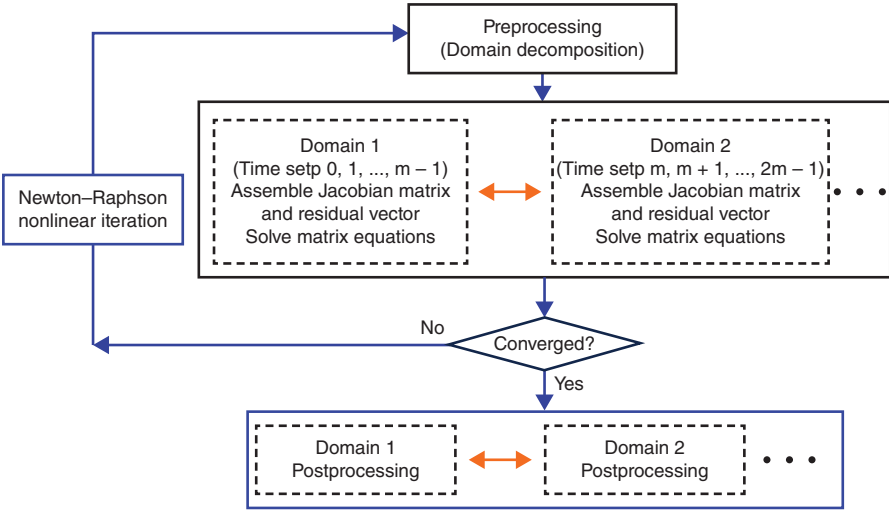 Preprocessing
(Domain decomposition)
Domain 1
(Time setp 0, 1, ..., m – 1)
Assemble Jacobian matrix
and residual vector
Solve matrix equations
Domain 2
(Time setp m, m + 1, ..., 2m – 1)
Assemble Jacobian matrix
and residual vector
Solve matrix equations
• • •
Newton–Raphson
nonlinear iteration
No
Converged?
Yes
Domain 1
Postprocessing
Domain 2
Postprocessing
• • •